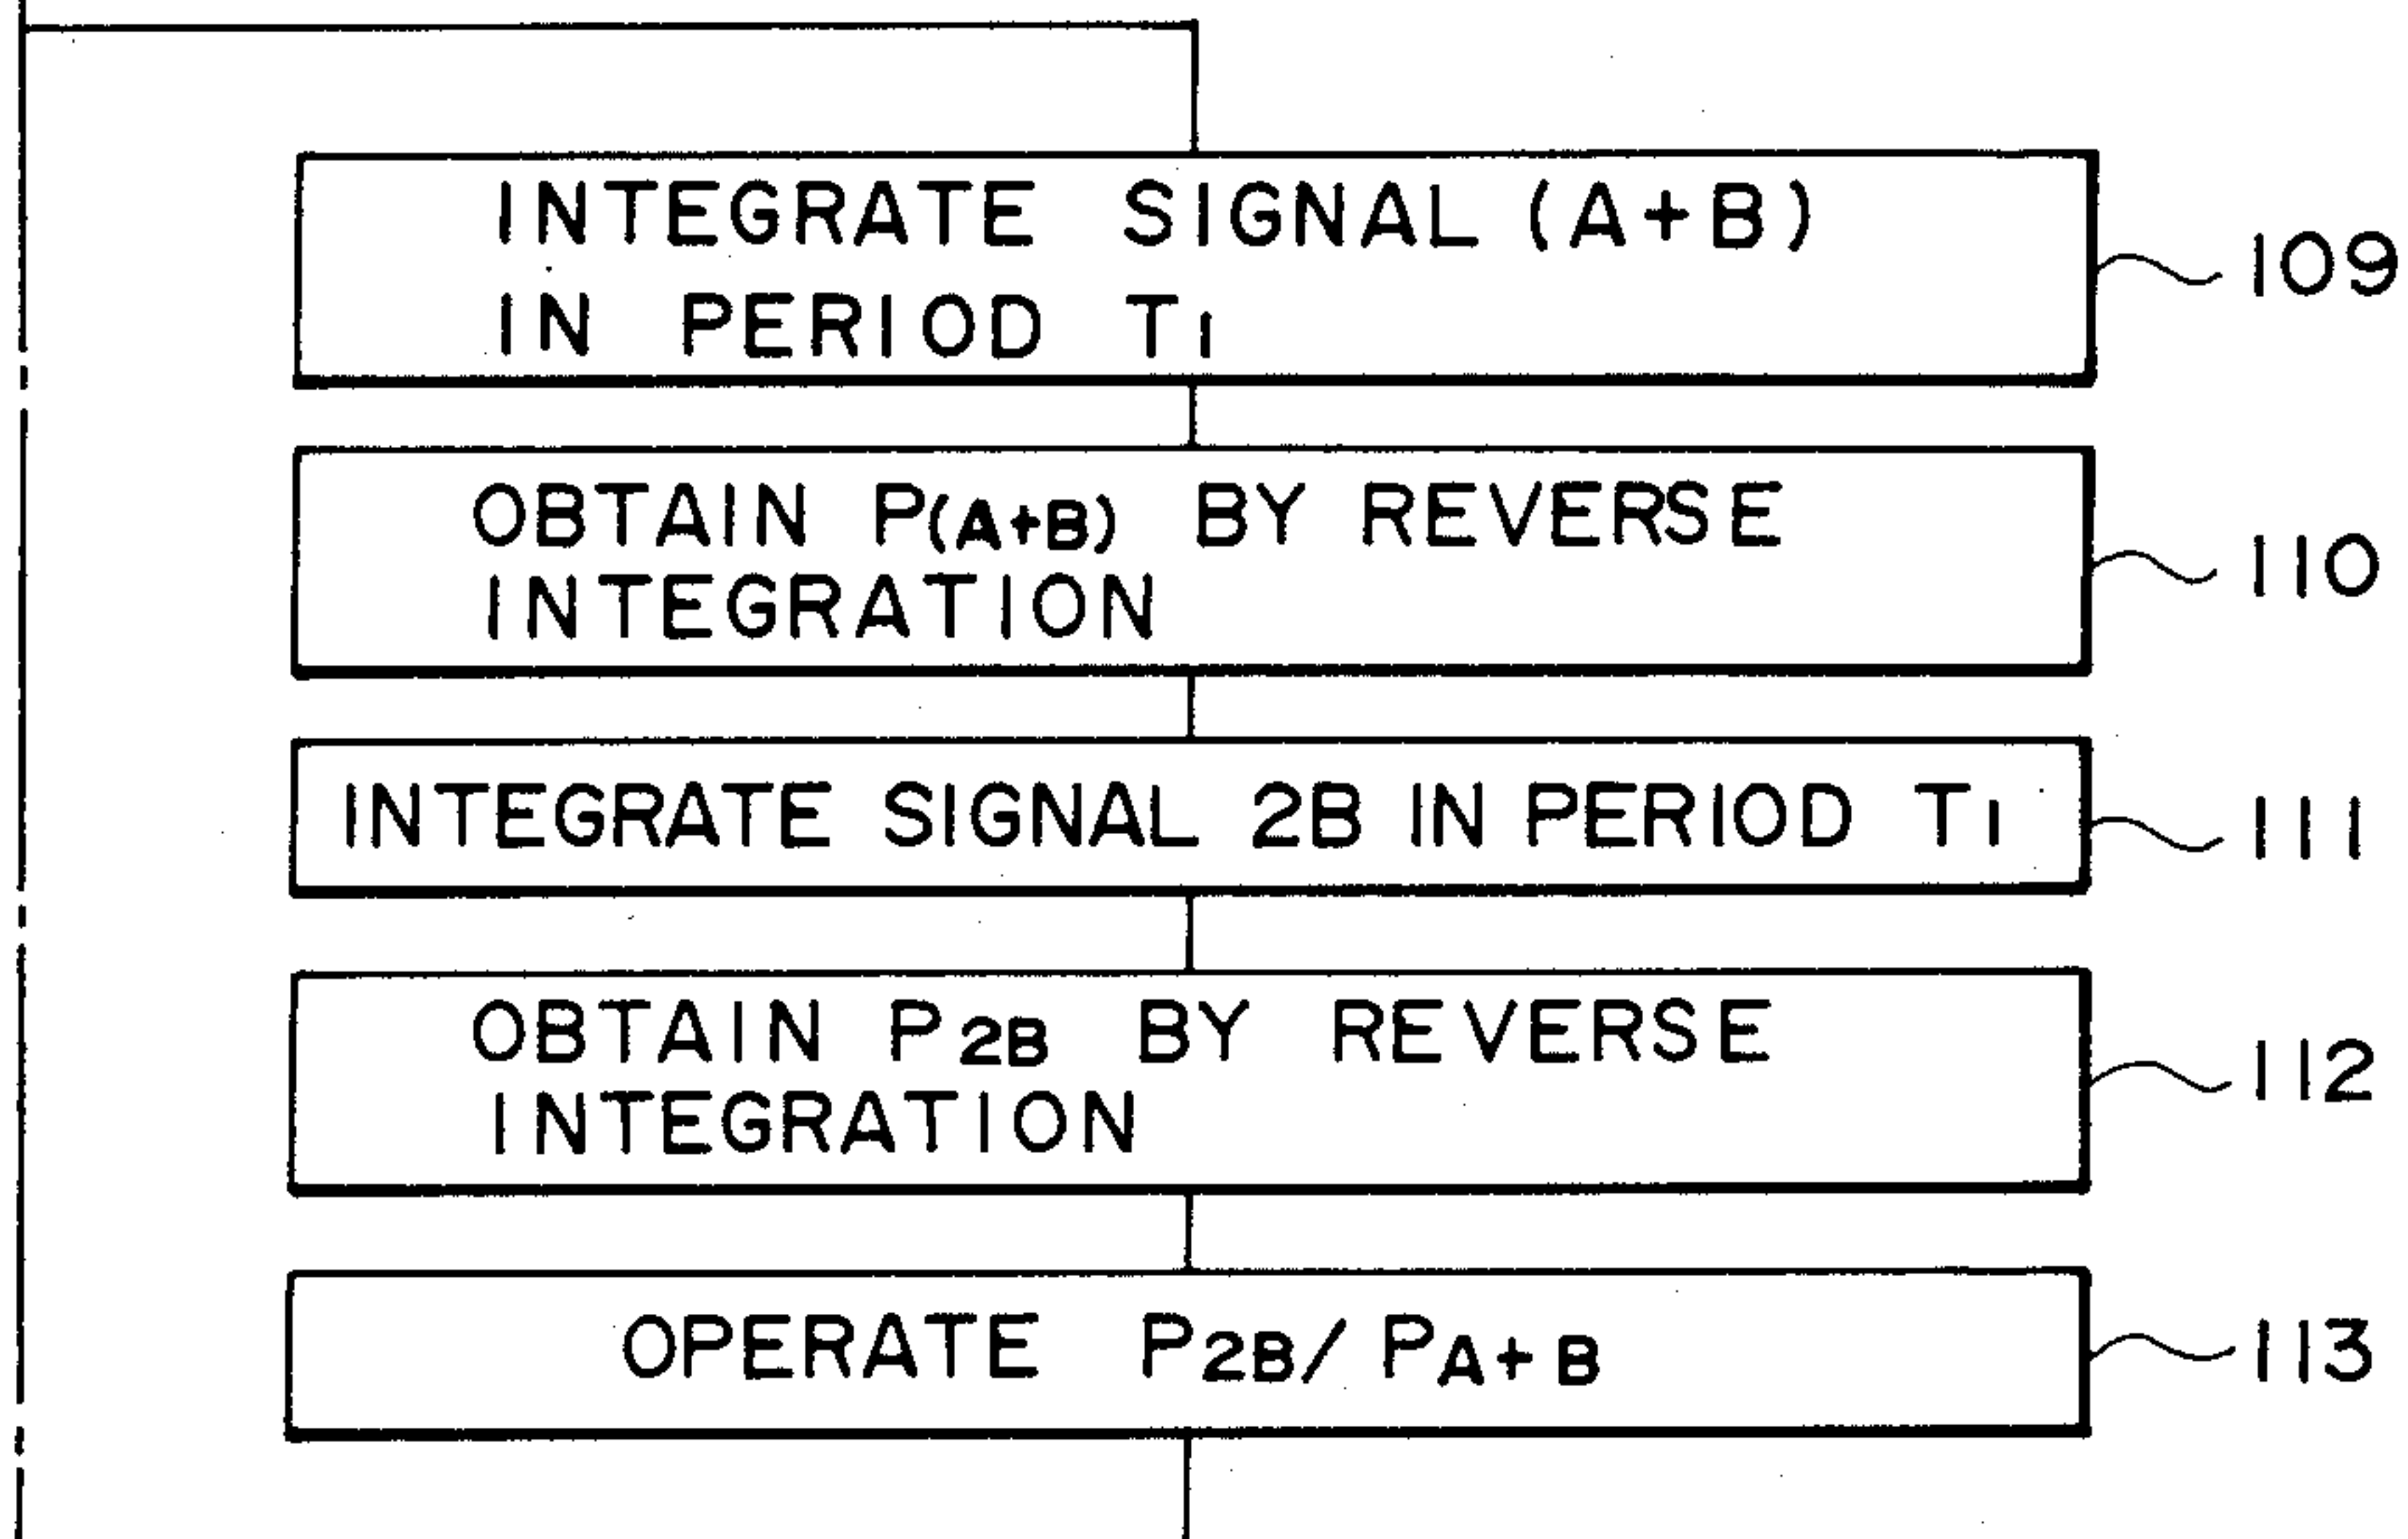 INTEGRATE SIGNAL (A+B)
IN PERIOD T1
109
OBTAIN P(A+B) BY REVERSE
INTEGRATION
110
INTEGRATE SIGNAL 2B IN PERIOD T1
111
OBTAIN P2B BY REVERSE
INTEGRATION
112
OPERATE P2B/PA+B
113